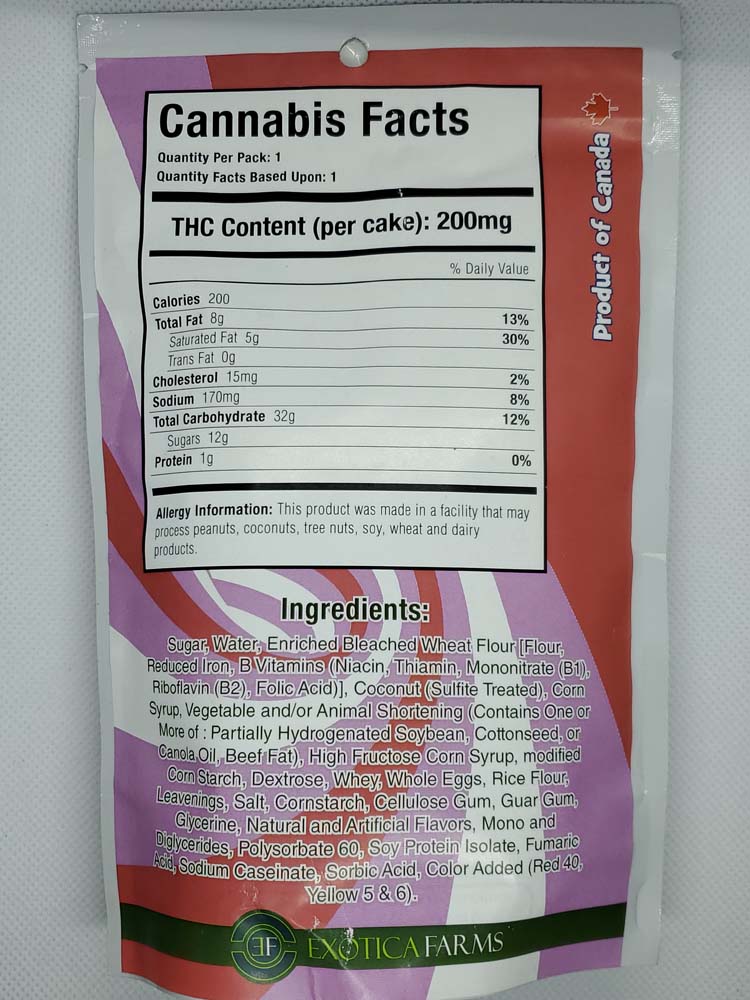 Cannabis Facts
Quantity Per Pack: 1
Quantity Facts Based Upon: 1
THC Content (per cake): 200mg
% Daily Value
Calories 200
Total Fat 8g 13%
Saturated Fat 5g 30%
Trans Fat 0g
Cholesterol 15mg 2%
Sodium 170mg 8%
Total Carbohydrate 32g 12%
Sugars 12g
Protein 1g 0%
Allergy Information: This product was made in a facility that may
process peanuts, coconuts, tree nuts, soy, wheat and dairy
products.
Product of Canada
Ingredients:
Sugar, Water, Enriched Bleached Wheat Flour [Flour,
Reduced Iron, B Vitamins (Niacin, Thiamin, Mononitrate (B1),
Riboflavin (B2), Folic Acid)], Coconut (Sulfite Treated), Corn
Syrup, Vegetable and/or Animal Shortening (Contains One or
More of : Partially Hydrogenated Soybean, Cottonseed, or
Canola Oil, Beef Fat), High Fructose Corn Syrup, modified
Corn Starch, Dextrose, Whey, Whole Eggs, Rice Flour,
Leavenings, Salt, Cornstarch, Cellulose Gum, Guar Gum,
Glycerine, Natural and Artificial Flavors, Mono and
Diglycerides, Polysorbate 60, Soy Protein Isolate, Fumaric
Acid, Sodium Caseinate, Sorbic Acid, Color Added (Red 40,
Yellow 5 & 6).
EF EXOTICA FARMS